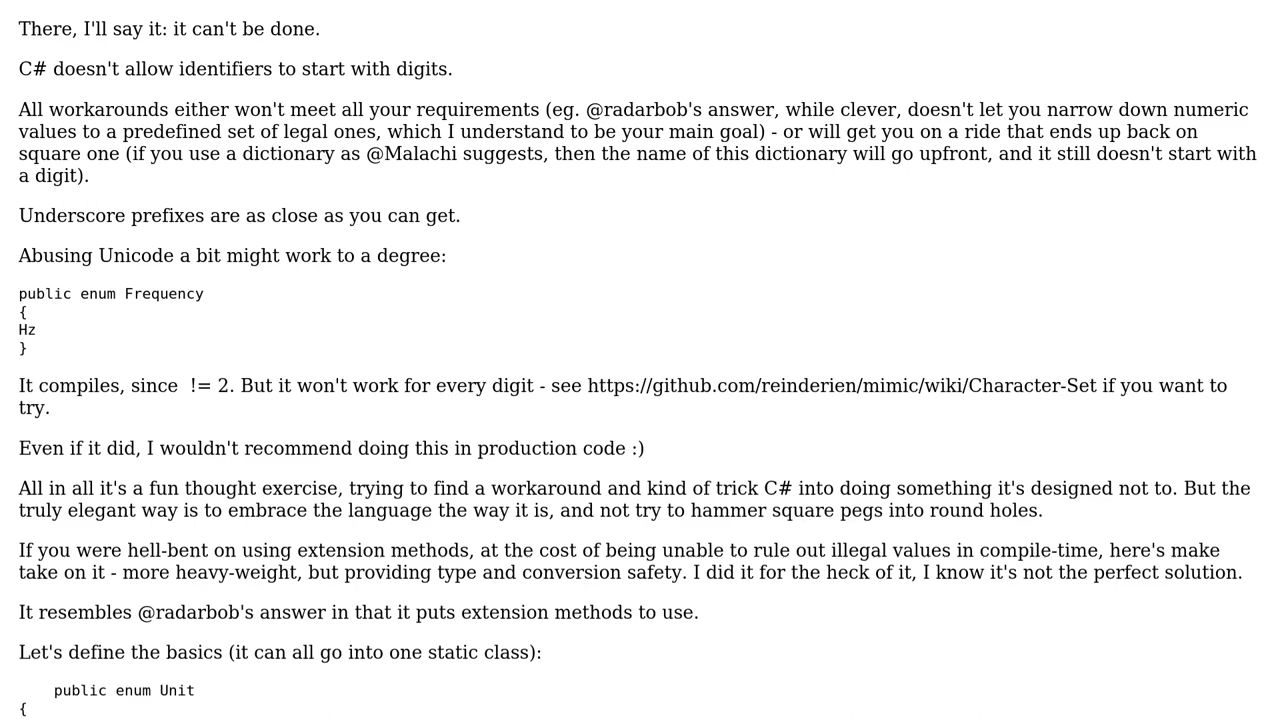 There, I'll say it: it can't be done.
C# doesn't allow identifiers to start with digits.
All workarounds either won't meet all your requirements (eg. @radarbob's answer, while clever, doesn't let you narrow down numeric
values to a predefined set of legal ones, which I understand to be your main goal) - or will get you on a ride that ends up back on
square one (if you use a dictionary as @Malachi suggests, then the name of this dictionary will go upfront, and it still doesn't start with
a digit).
Underscore prefixes are as close as you can get.
Abusing Unicode a bit might work to a degree:
public enum Frequency
{
Hz
}
It compiles, since  != 2. But it won't work for every digit - see https://github.com/reinderien/mimic/wiki/Character-Set if you want to
try.
Even if it did, I wouldn't recommend doing this in production code :)
All in all it's a fun thought exercise, trying to find a workaround and kind of trick C# into doing something it's designed not to. But the
truly elegant way is to embrace the language the way it is, and not try to hammer square pegs into round holes.
If you were hell-bent on using extension methods, at the cost of being unable to rule out illegal values in compile-time, here's make
take on it - more heavy-weight, but providing type and conversion safety. I did it for the heck of it, I know it's not the perfect solution.
It resembles @radarbob's answer in that it puts extension methods to use.
Let's define the basics (it can all go into one static class):
public enum Unit
{